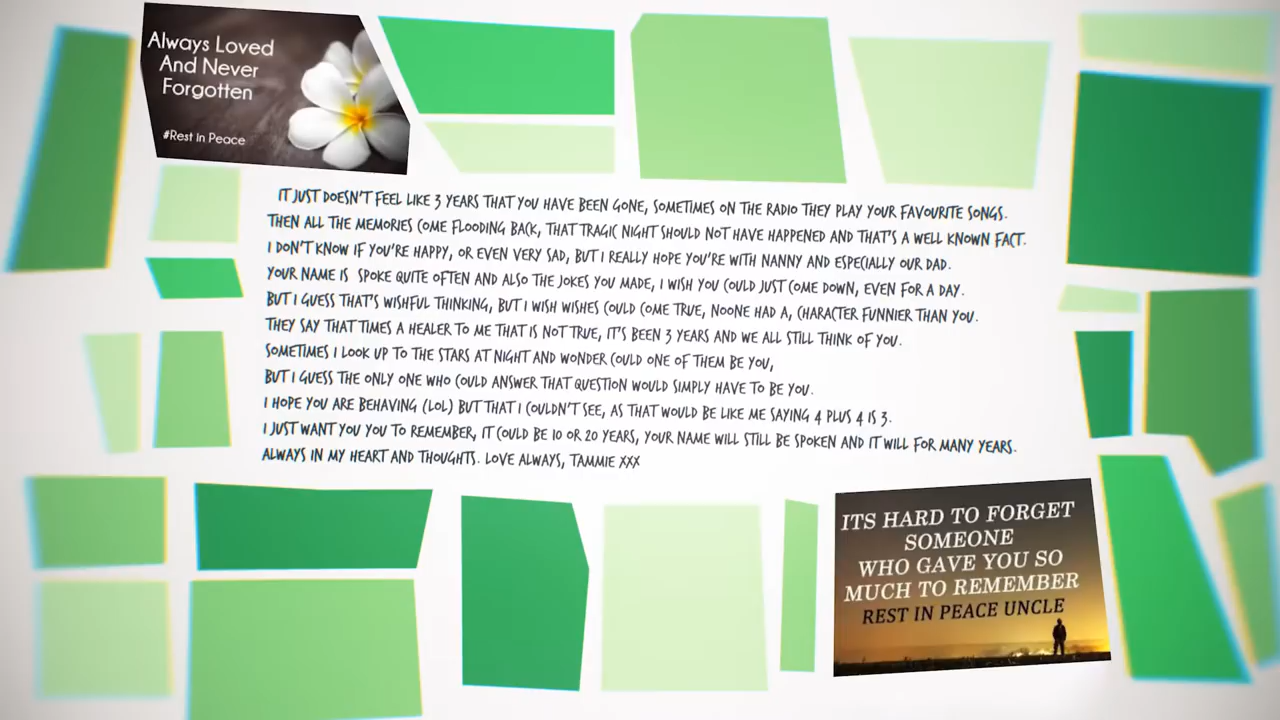 Always Loved
And Never
Forgotten
#Rest In Peace
IT JUST DOESN'T FEEL LIKE 3 YEARS THAT YOU HAVE BEEN GONE, SOMETIMES ON THE RADIO THEY PLAY YOUR FAVOURITE SONGS.
THEN ALL THE MEMORIES COME FLOODING BACK, THAT TRAGIC NIGHT SHOULD NOT HAVE HAPPENED AND THAT'S A WELL KNOWN FACT.
I DON'T KNOW IF YOU'RE HAPPY, OR EVEN VERY SAD, BUT I REALLY HOPE YOU'RE WITH NANNY AND ESPECIALLY OUR DAD.
YOUR NAME IS SPOKE QUITE OFTEN AND ALSO THE JOKES YOU MADE, I WISH YOU COULD JUST COME DOWN, EVEN FOR A DAY.
BUT I GUESS THAT'S WISHFUL THINKING, BUT I WISH WISHES COULD COME TRUE, NOONE HAD A, CHARACTER FUNNIER THAN YOU.
THEY SAY THAT TIMES A HEALER TO ME THAT IS NOT TRUE, IT'S BEEN 3 YEARS AND WE ALL STILL THINK OF YOU.
SOMETIMES I LOOK UP TO THE STARS AT NIGHT AND WONDER COULD ONE OF THEM BE YOU,
BUT I GUESS THE ONLY ONE WHO COULD ANSWER THAT QUESTION WOULD SIMPLY HAVE TO BE YOU.
I HOPE YOU ARE BEHAVING (LOL) BUT THAT I COULDN'T SEE, AS THAT WOULD BE LIKE ME SAYING 4 PLUS 4 IS 3.
I JUST WANT YOU YOU TO REMEMBER, IT COULD BE 10 OR 20 YEARS, YOUR NAME WILL STILL BE SPOKEN AND IT WILL FOR MANY YEARS.
ALWAYS IN MY HEART AND THOUGHTS. LOVE ALWAYS, TAMMIE XXX
ITS HARD TO FORGET
SOMEONE
WHO GAVE YOU SO
MUCH TO REMEMBER
REST IN PEACE UNCLE